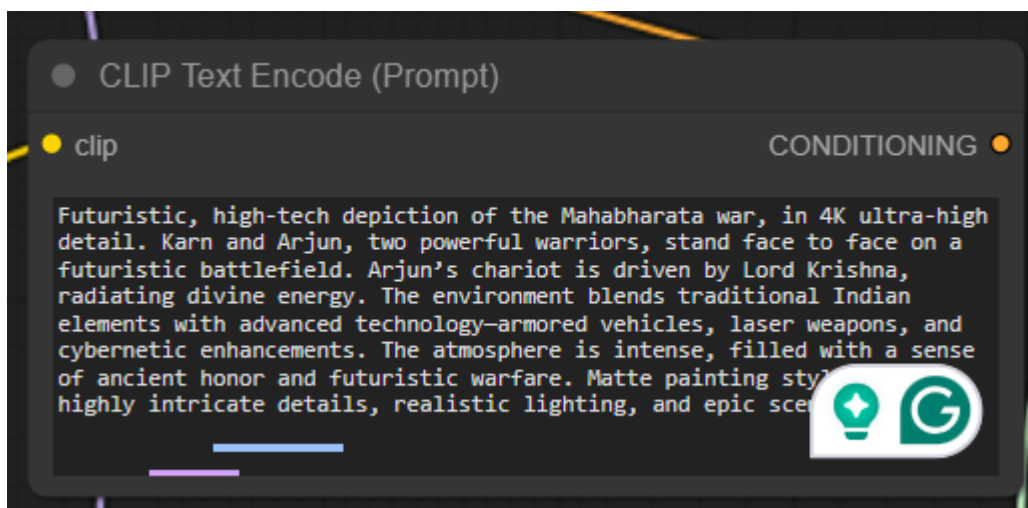 CLIP Text Encode (Prompt)
clip
CONDITIONING
Futuristic, high-tech depiction of the Mahabharata war, in 4K ultra-high
detail. Karn and Arjun, two powerful warriors, stand face to face on a
futuristic battlefield. Arjun’s chariot is driven by Lord Krishna,
radiating divine energy. The environment blends traditional Indian
elements with advanced technology—armored vehicles, laser weapons, and
cybernetic enhancements. The atmosphere is intense, filled with a sense
of ancient honor and futuristic warfare. Matte painting
highly intricate details, realistic lighting, and epic
G